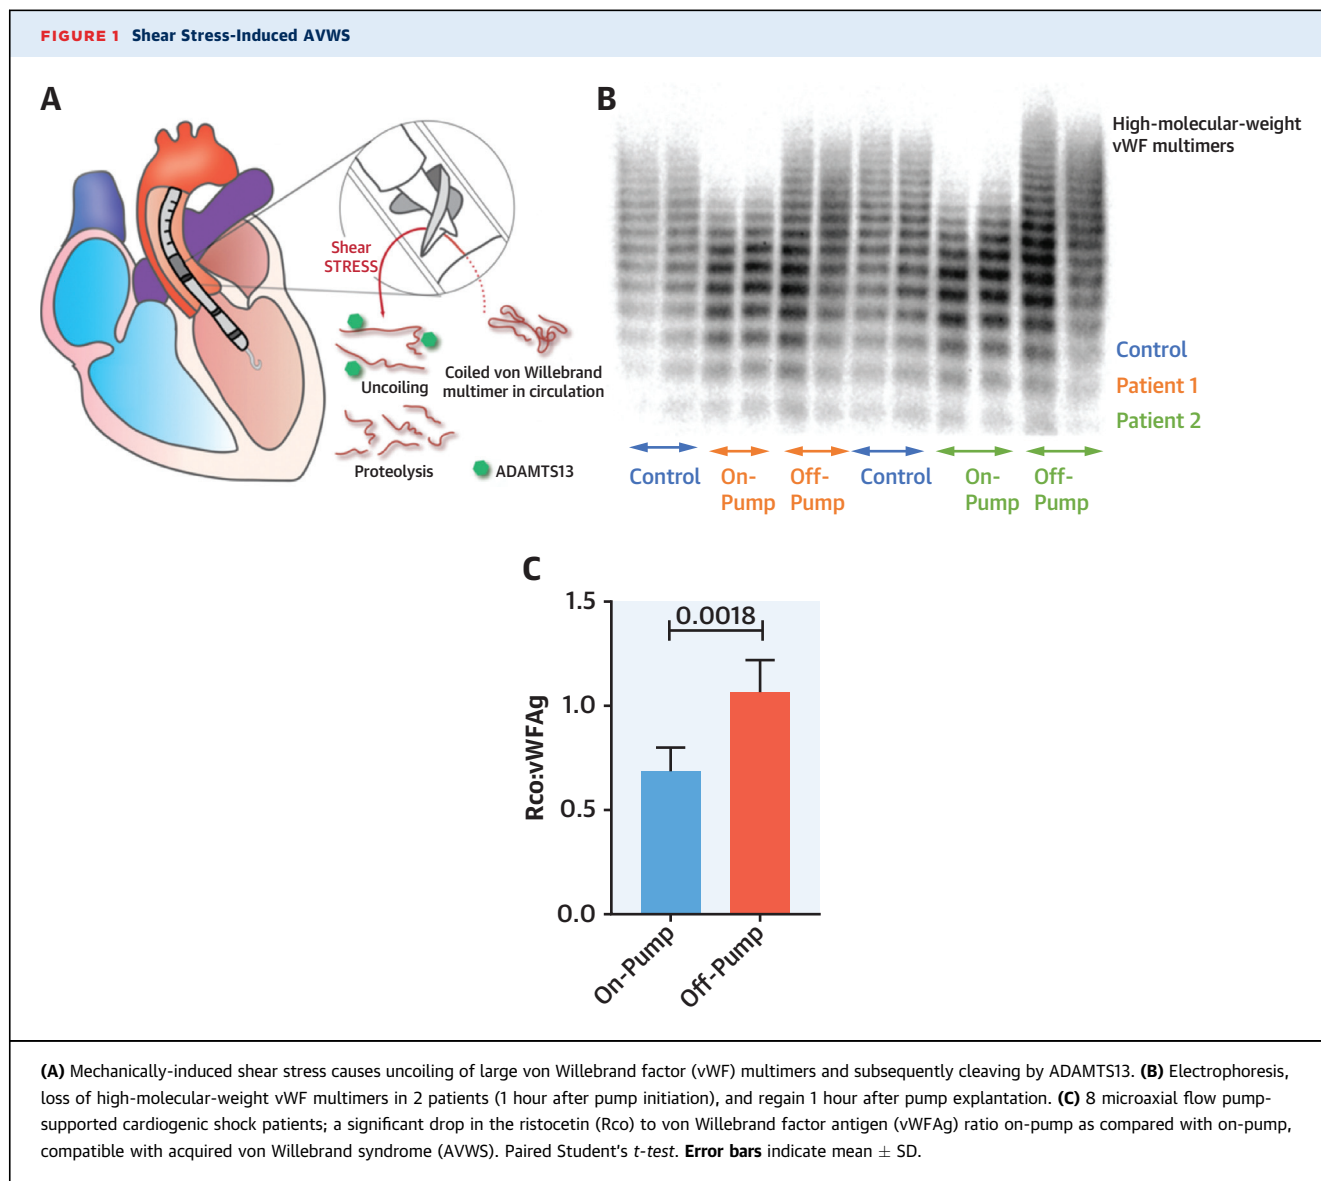 FIGURE 1 Shear Stress-Induced AVWS
A
Shear
STRESS
Uncoiling
Coiled von Willebrand
multimer in circulation
Proteolysis
ADAMTS13
B
High-molecular-weight
vWF multimers
Control
Patient 1
Patient 2
Control
On-
Pump
Off-
Pump
Control
On-
Pump
Off-
Pump
C
0.0018
1.5
1.0
0.5
0.0
Rco:vWFAg
On-Pump
Off-Pump
(A) Mechanically-induced shear stress causes uncoiling of large von Willebrand factor (vWF) multimers and subsequently cleaving by ADAMTS13. (B) Electrophoresis,
loss of high-molecular-weight vWF multimers in 2 patients (1 hour after pump initiation), and regain 1 hour after pump explantation. (C) 8 microaxial flow pump-
supported cardiogenic shock patients; a significant drop in the ristocetin (Rco) to von Willebrand factor antigen (vWFAg) ratio on-pump as compared with on-pump,
compatible with acquired von Willebrand syndrome (AVWS). Paired Student's t-test. Error bars indicate mean ± SD.